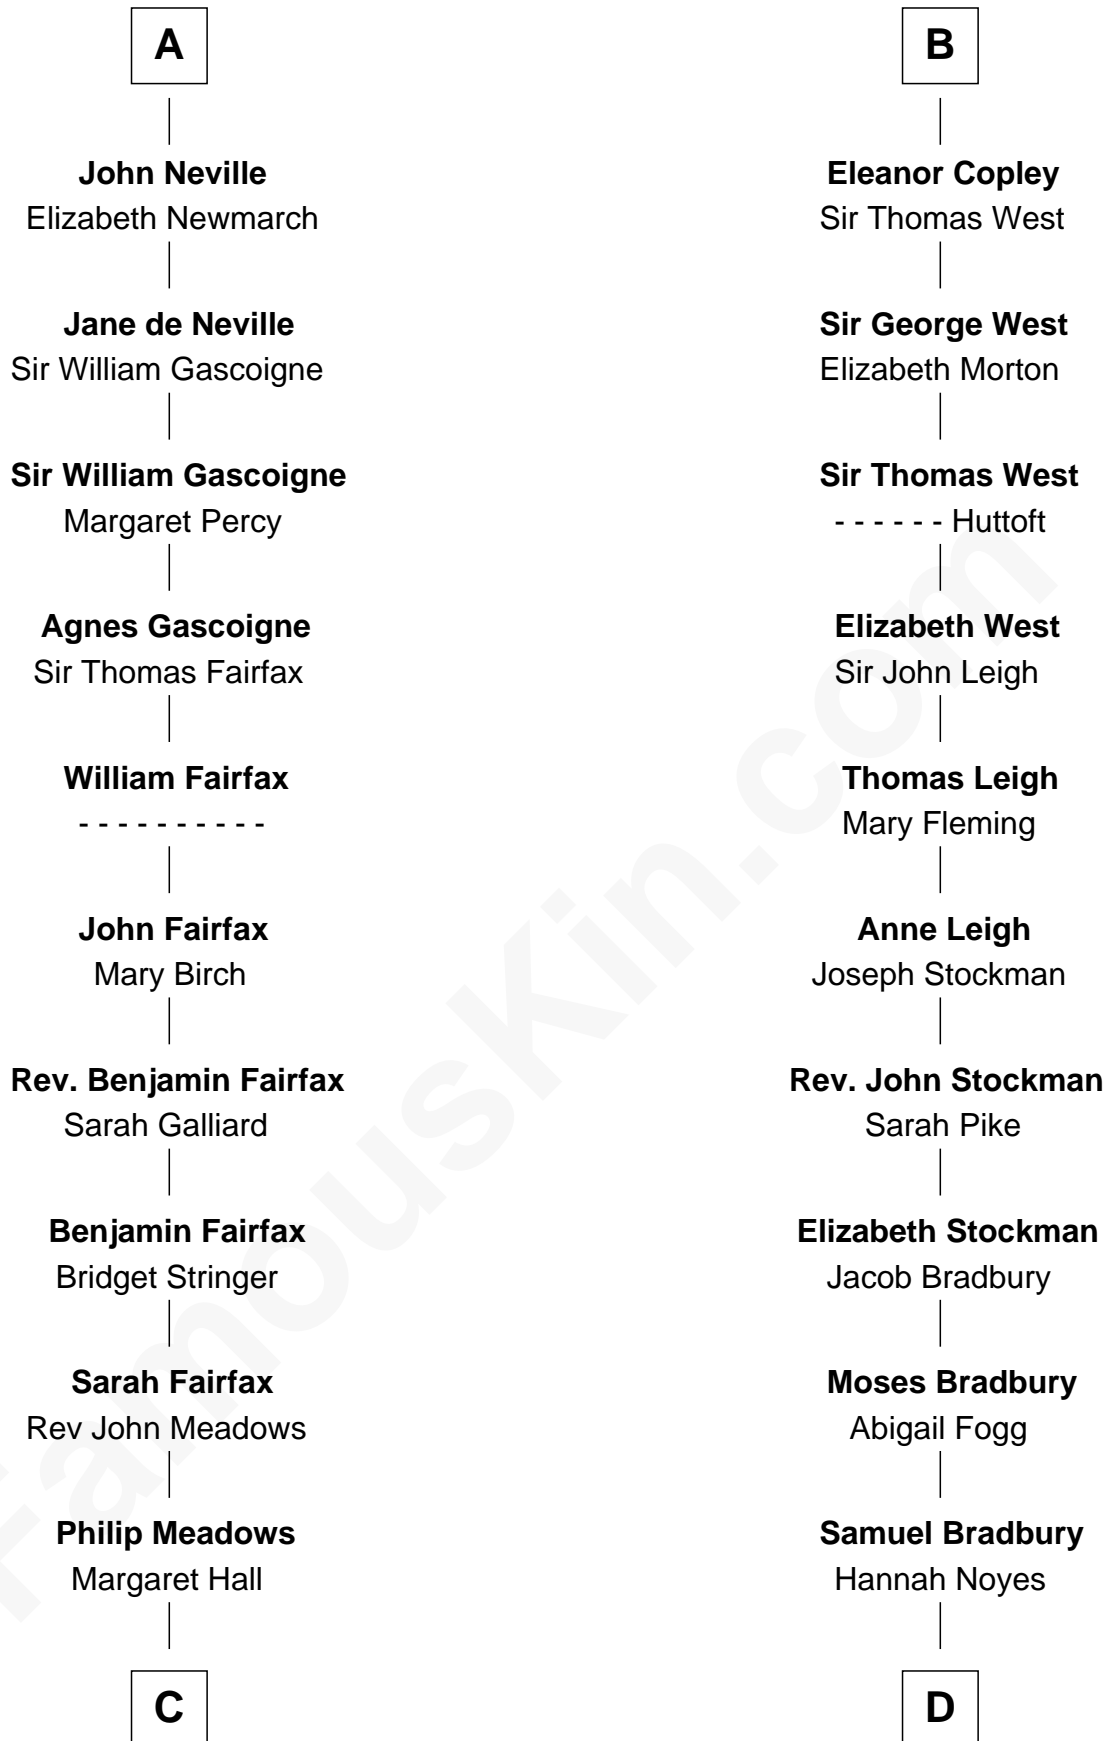 A
John Neville
Elizabeth Newmarch
Jane de Neville
Sir William Gascoigne
Sir William Gascoigne
Margaret Percy
Agnes Gascoigne
Sir Thomas Fairfax
William Fairfax
- - - - - - - - - -
John Fairfax
Mary Birch
Rev. Benjamin Fairfax
Sarah Galliard
Benjamin Fairfax
Bridget Stringer
Sarah Fairfax
Rev John Meadows
Philip Meadows
Margaret Hall
C
B
Eleanor Copley
Sir Thomas West
Sir George West
Elizabeth Morton
Sir Thomas West
- - - - - - Huttoft
Elizabeth West
Sir John Leigh
Thomas Leigh
Mary Fleming
Anne Leigh
Joseph Stockman
Rev. John Stockman
Sarah Pike
Elizabeth Stockman
Jacob Bradbury
Moses Bradbury
Abigail Fogg
Samuel Bradbury
Hannah Noyes
D
FamousKin.com